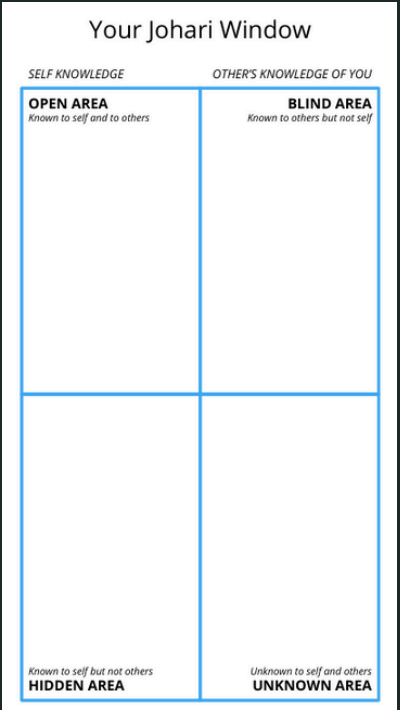 Your Johari Window
SELF KNOWLEDGE
OTHER'S KNOWLEDGE OF YOU
OPEN AREA
Known to self and to others
BLIND AREA
Known to others but not self
Known to self but not others
HIDDEN AREA
Unknown to self and others
UNKNOWN AREA